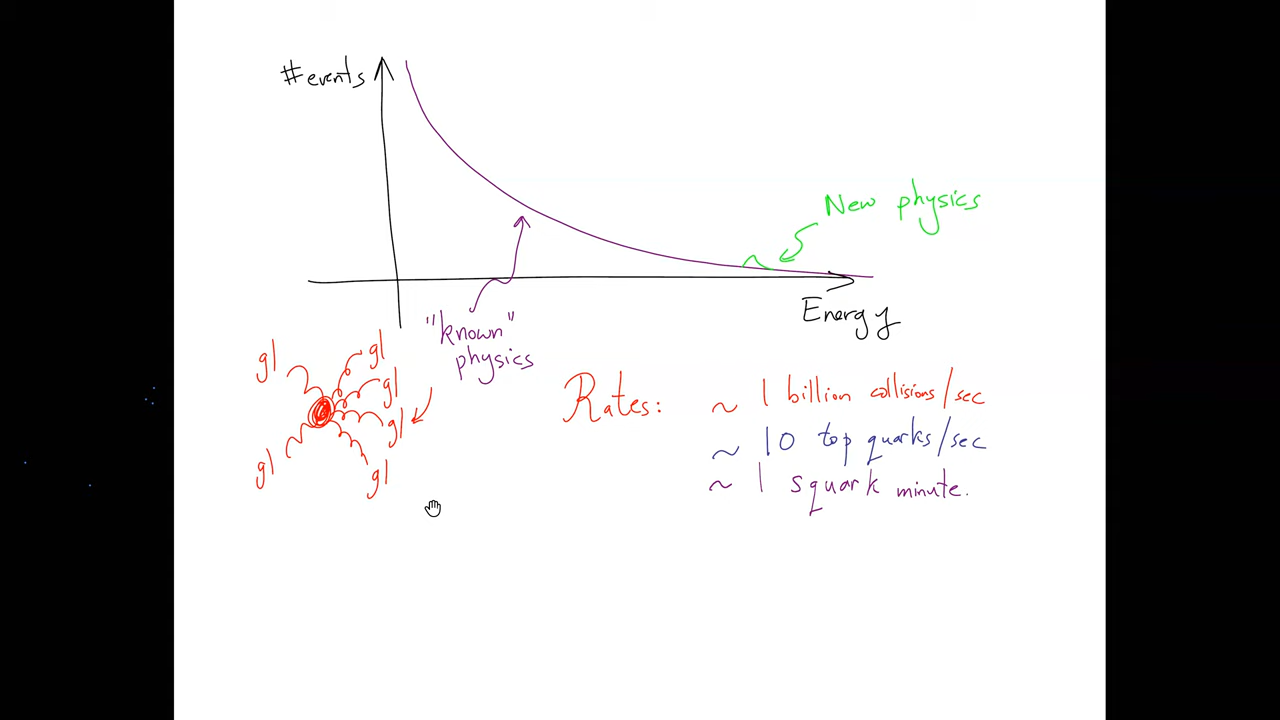 #events
New physics
Energy
"known"
physics
gl
gl
gl
gl
gl
gl
Rates: ~ 1 billion collisions/sec
~ 10 top quarks/sec
~ 1 squark minute.